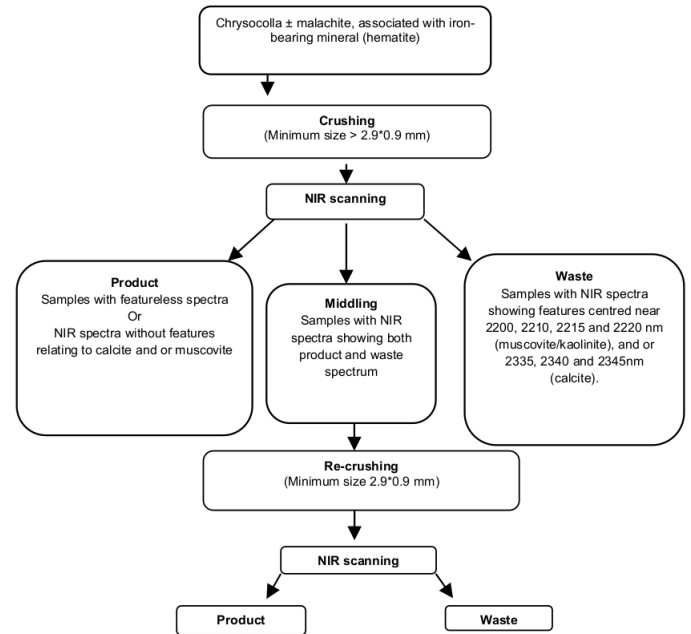 Chrysocolla ± malachite, associated with iron-
bearing mineral (hematite)
Crushing
(Minimum size > 2.9*0.9 mm)
NIR scanning
Product
Samples with featureless spectra
Or
NIR spectra without features
relating to calcite and or muscovite
Middling
Samples with NIR
spectra showing both
product and waste
spectrum
Waste
Samples with NIR spectra
showing features centred near
2200, 2210, 2215 and 2220 nm
(muscovite/kaolinite), and or
2335, 2340 and 2345nm
(calcite).
Re-crushing
(Minimum size 2.9*0.9 mm)
NIR scanning
Product
Waste